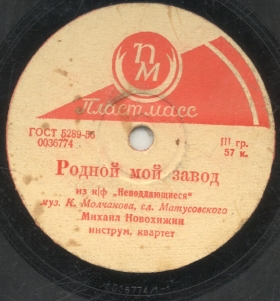 ПМ
Пластмасс
ГОСТ 5289-56
0036774
III гр.
57 к.
Родной мой завод
из к/ф „Неподдающиеся"
муз. К. Молчанова, сл. Матусовского
Михаил Новохижин
инструм. квартет